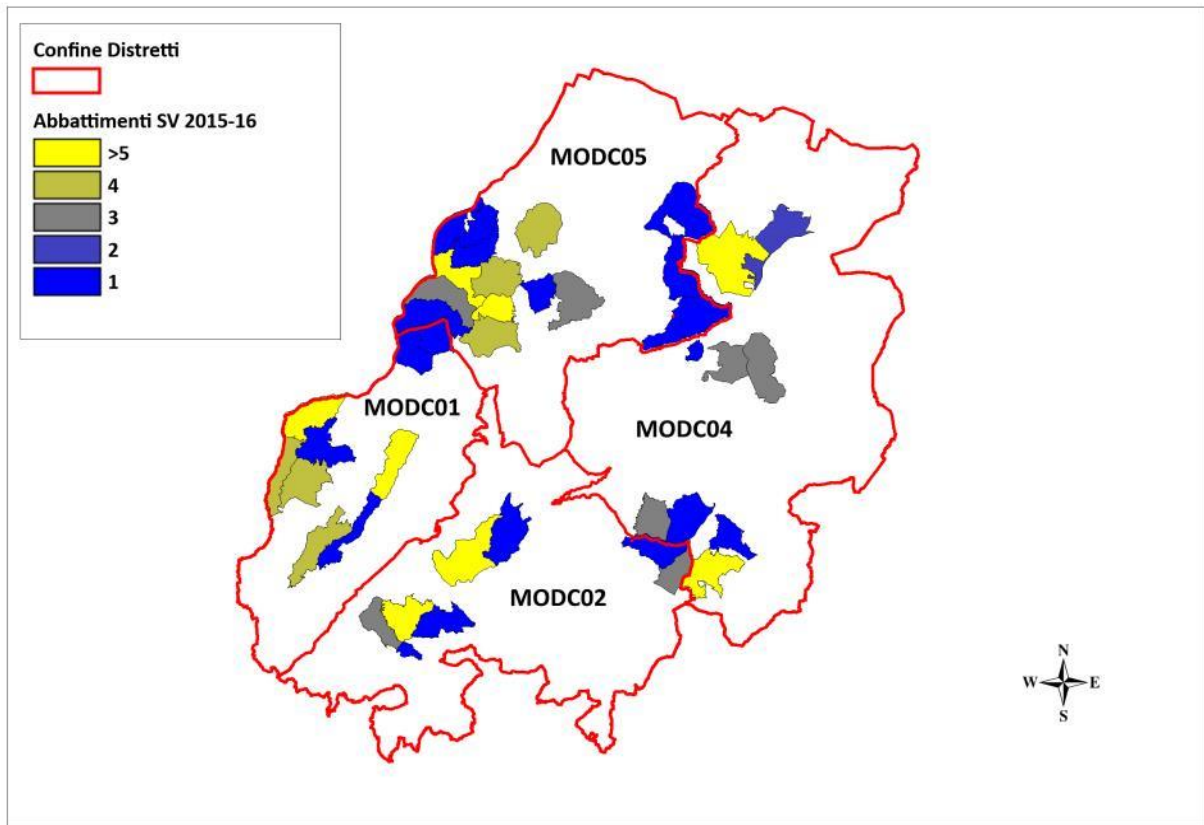 Confine Distretti
Abbattimenti SV 2015-16
>5
4
3
2
1
MODC05
MODC01
MODC04
MODC02
N
W E
S